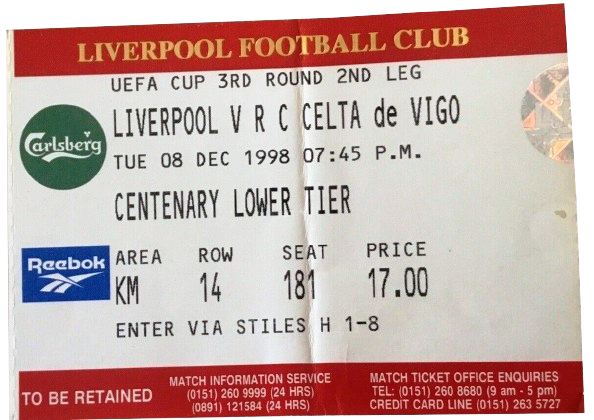 LIVERPOOL FOOTBALL CLUB
UEFA CUP 3RD ROUND 2ND LEG
Carlsberg
LIVERPOOL V R C CELTA de VIGO
TUE 08 DEC 1998 07:45 P.M.
CENTENARY LOWER TIER
Reebok
AREA ROW SEAT PRICE
KM 14 181 17.00
ENTER VIA STILES H 1-8
TO BE RETAINED
MATCH INFORMATION SERVICE
(0151) 260 9999 (24 HRS)
(0891) 121584 (24 HRS)
MATCH TICKET OFFICE ENQUIRIES
TEL: (0151) 260 8680 (9 am - 5 pm)
CREDIT CARD LINE (0151) 263 5727